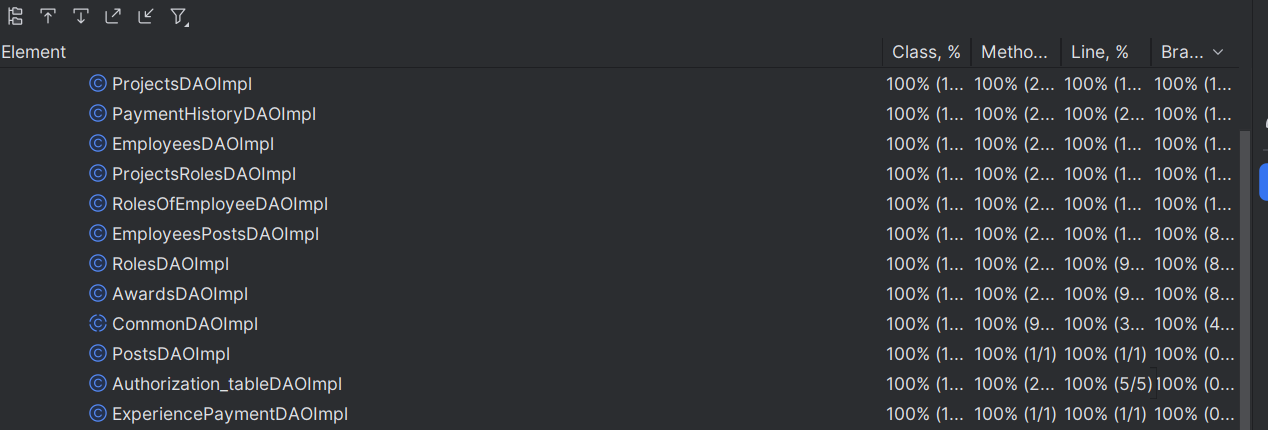 Element Class, % Metho... Line, % Bra...
ProjectsDAOImpl 100% (1... 100% (2... 100% (1... 100% (1...
PaymentHistoryDAOImpl 100% (1... 100% (2... 100% (2... 100% (1...
EmployeesDAOImpl 100% (1... 100% (2... 100% (1... 100% (1...
ProjectsRolesDAOImpl 100% (1... 100% (2... 100% (1... 100% (1...
RolesOfEmployeeDAOImpl 100% (1... 100% (2... 100% (1... 100% (1...
EmployeesPostsDAOImpl 100% (1... 100% (2... 100% (1... 100% (8...
RolesDAOImpl 100% (1... 100% (2... 100% (9... 100% (8...
AwardsDAOImpl 100% (1... 100% (2... 100% (9... 100% (8...
CommonDAOImpl 100% (1... 100% (9... 100% (3... 100% (4...
PostsDAOImpl 100% (1... 100% (1/1) 100% (1/1) 100% (0...
Authorization_tableDAOImpl 100% (1... 100% (2... 100% (5/5) 100% (0...
ExperiencePaymentDAOImpl 100% (1... 100% (1/1) 100% (1/1) 100% (0...